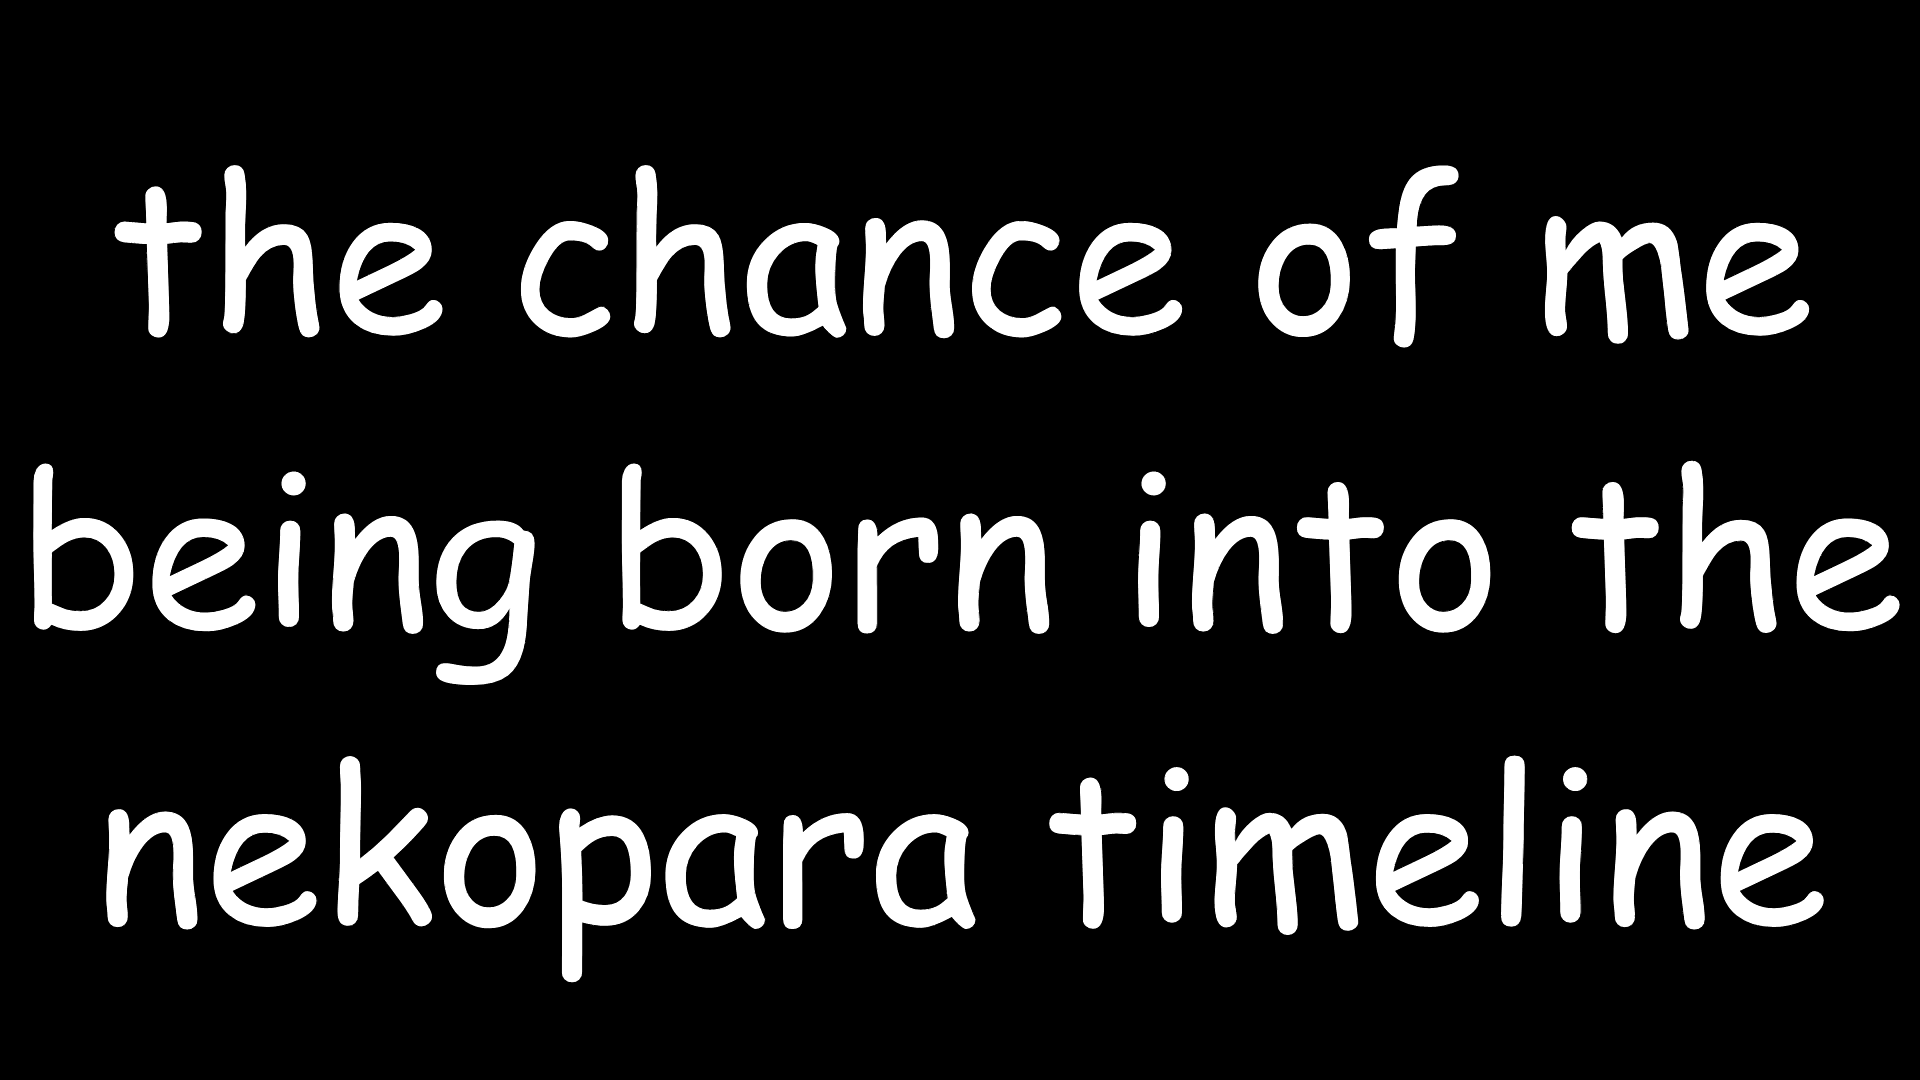 the chance of me
being born into the
nekopara timeline